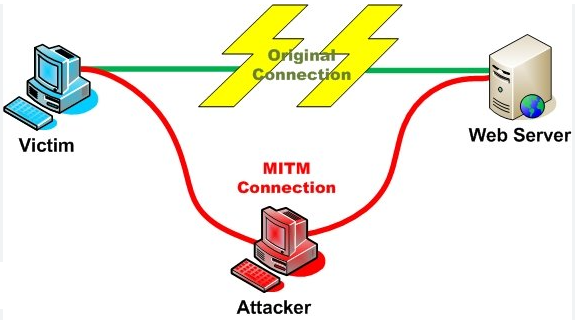 Original
Connection
Victim
Web Server
MITM
Connection
Attacker